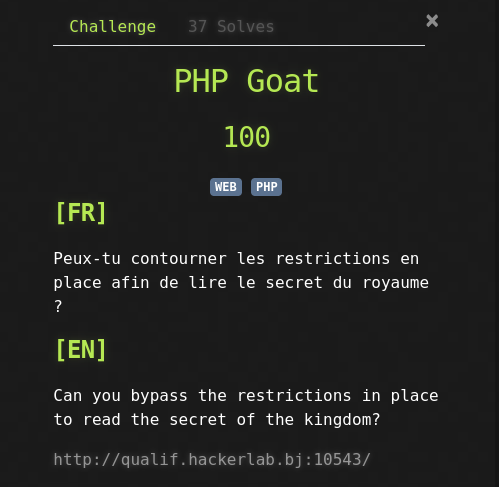 Challenge 37 Solves ×
PHP Goat
100
WEB PHP
[FR]
Peux-tu contourner les restrictions en
place afin de lire le secret du royaume
?
[EN]
Can you bypass the restrictions in place
to read the secret of the kingdom?
http://qualif.hackerlab.bj:10543/